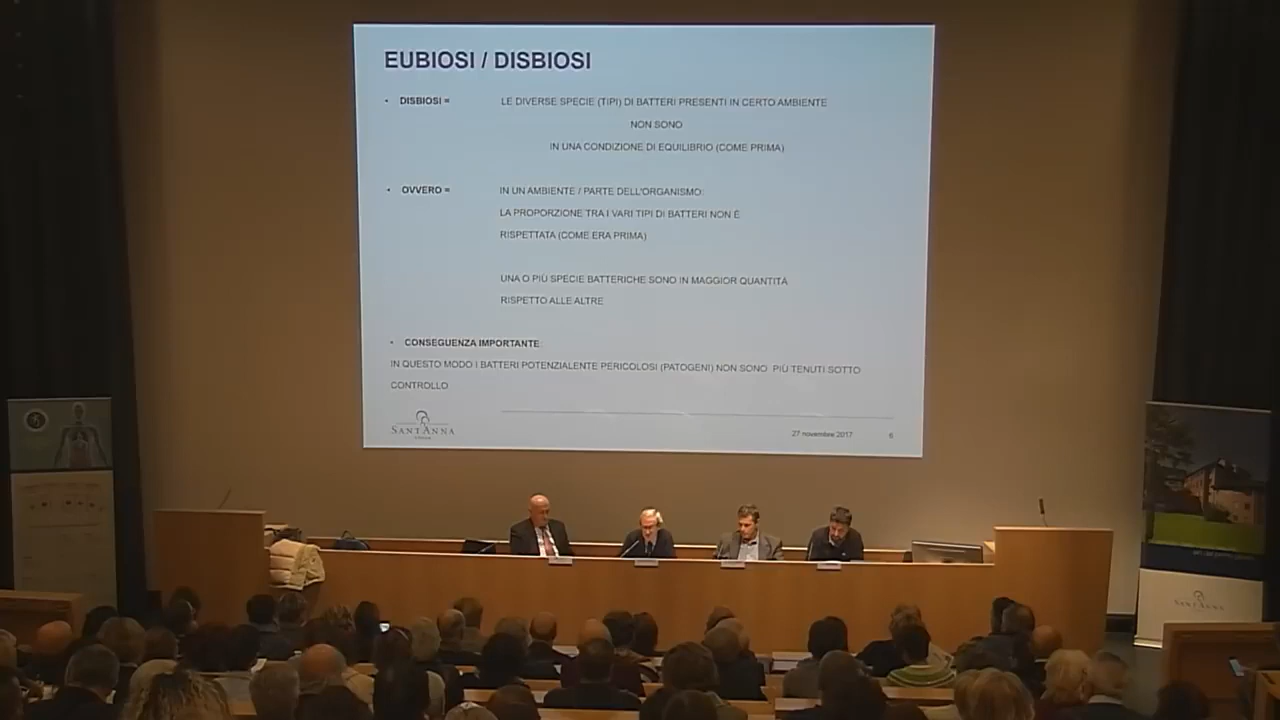 EUBIOSI / DISBIOSI
• DISBIOSI = LE DIVERSE SPECIE (TIPI) DI BATTERI PRESENTI IN CERTO AMBIENTE
NON SONO
IN UNA CONDIZIONE DI EQUILIBRIO (COME PRIMA)
• OVVERO = IN UN AMBIENTE / PARTE DELL'ORGANISMO:
LA PROPORZIONE TRA I VARI TIPI DI BATTERI NON È
RISPETTATA (COME ERA PRIMA)
UNA O PIÙ SPECIE BATTERICHE SONO IN MAGGIOR QUANTITÀ
RISPETTO ALLE ALTRE
• CONSEGUENZA IMPORTANTE:
IN QUESTO MODO I BATTERI POTENZIALENTE PERICOLOSI (PATOGENI) NON SONO PIÙ TENUTI SOTTO
CONTROLLO
SANT'ANNA
27 novembre 2017 6
SANT'ANNA